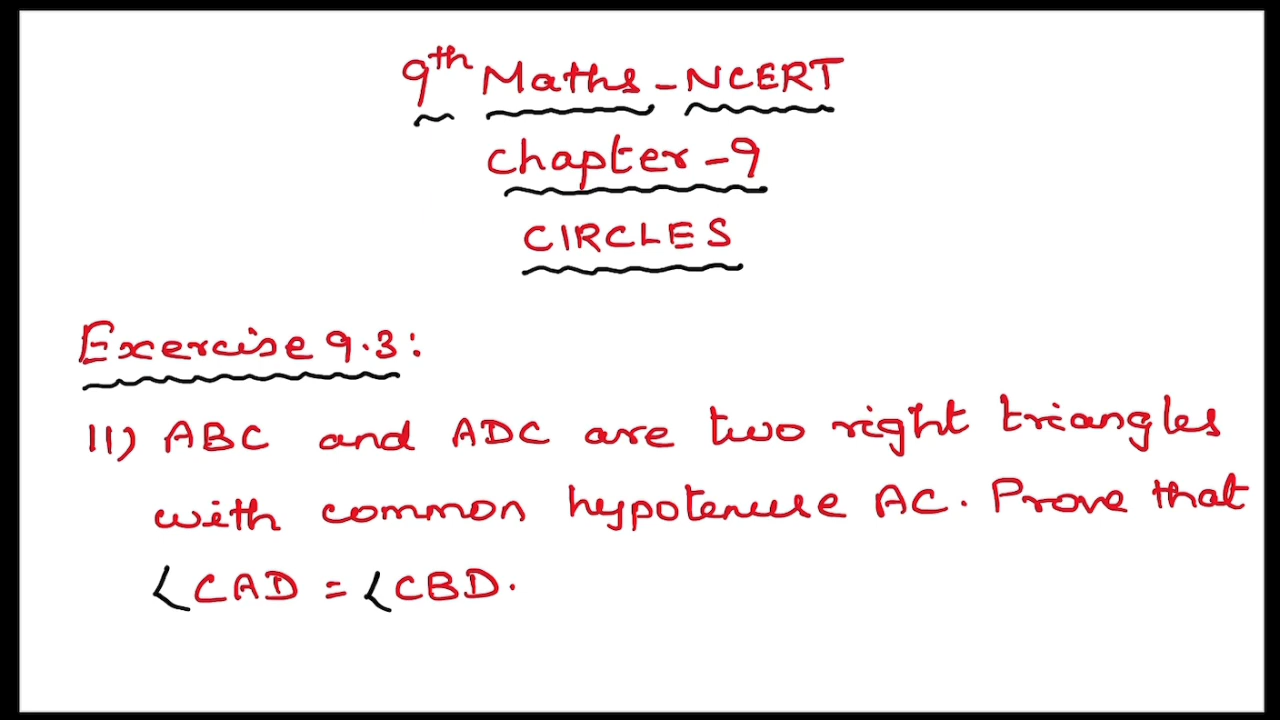 9th Maths - NCERT
Chapter - 9
CIRCLES
Exercise 9.3:
11) ABC and ADC are two right triangles
with common hypotenuse AC. Prove that
∠CAD = ∠CBD.